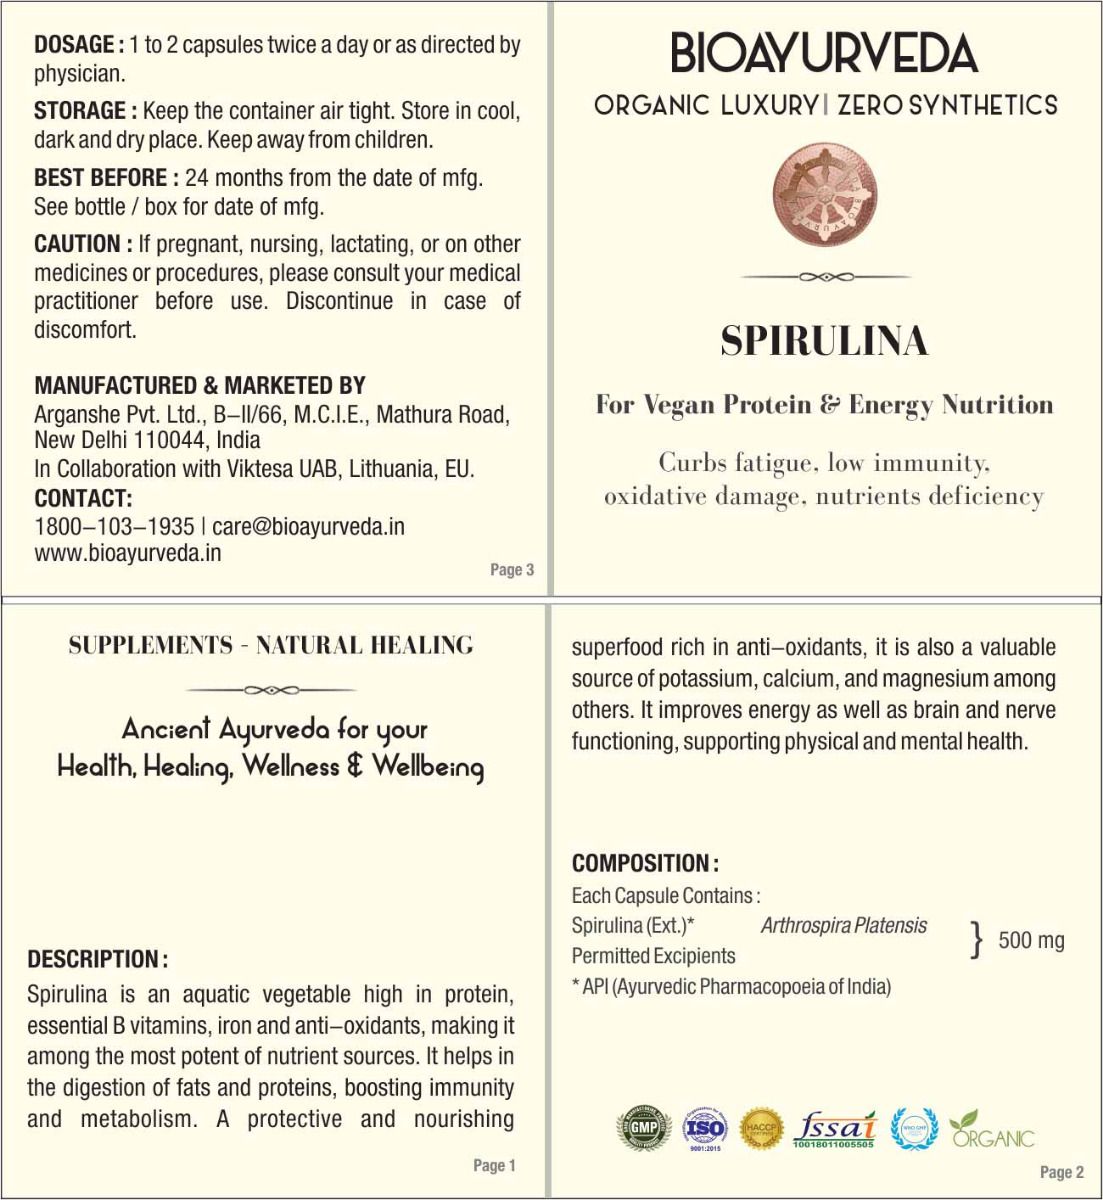 DOSAGE : 1 to 2 capsules twice a day or as directed by
physician.
STORAGE : Keep the container air tight. Store in cool,
dark and dry place. Keep away from children.
BEST BEFORE : 24 months from the date of mfg.
See bottle / box for date of mfg.
CAUTION : If pregnant, nursing, lactating, or on other
medicines or procedures, please consult your medical
practitioner before use. Discontinue in case of
discomfort.
MANUFACTURED & MARKETED BY
Arganshe Pvt. Ltd., B–II/66, M.C.I.E., Mathura Road,
New Delhi 110044, India
In Collaboration with Viktesa UAB, Lithuania, EU.
CONTACT:
1800–103–1935 | care@bioayurveda.in
www.bioayurveda.in
Page 3
BIOAYURVEDA
ORGANIC LUXURY| ZERO SYNTHETICS
SPIRULINA
For Vegan Protein & Energy Nutrition
Curbs fatigue, low immunity,
oxidative damage, nutrients deficiency
SUPPLEMENTS - NATURAL HEALING
Ancient Ayurveda for your
Health, Healing, Wellness & Wellbeing
DESCRIPTION :
Spirulina is an aquatic vegetable high in protein,
essential B vitamins, iron and anti–oxidants, making it
among the most potent of nutrient sources. It helps in
the digestion of fats and proteins, boosting immunity
and metabolism. A protective and nourishing
Page 1
superfood rich in anti–oxidants, it is also a valuable
source of potassium, calcium, and magnesium among
others. It improves energy as well as brain and nerve
functioning, supporting physical and mental health.
COMPOSITION :
Each Capsule Contains :
Spirulina (Ext.)* Arthrospira Platensis } 500 mg
Permitted Excipients
* API (Ayurvedic Pharmacopoeia of India)
GMP
ISO
9001:2015
HACCP
fssai
10018011005505
WHO GMP
ORGANIC
Page 2